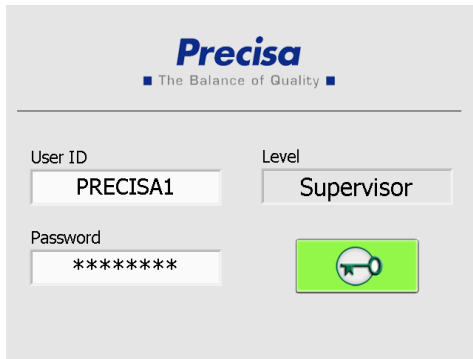 Precisa
The Balance of Quality
User ID
PRECISA1
Level
Supervisor
Password
********